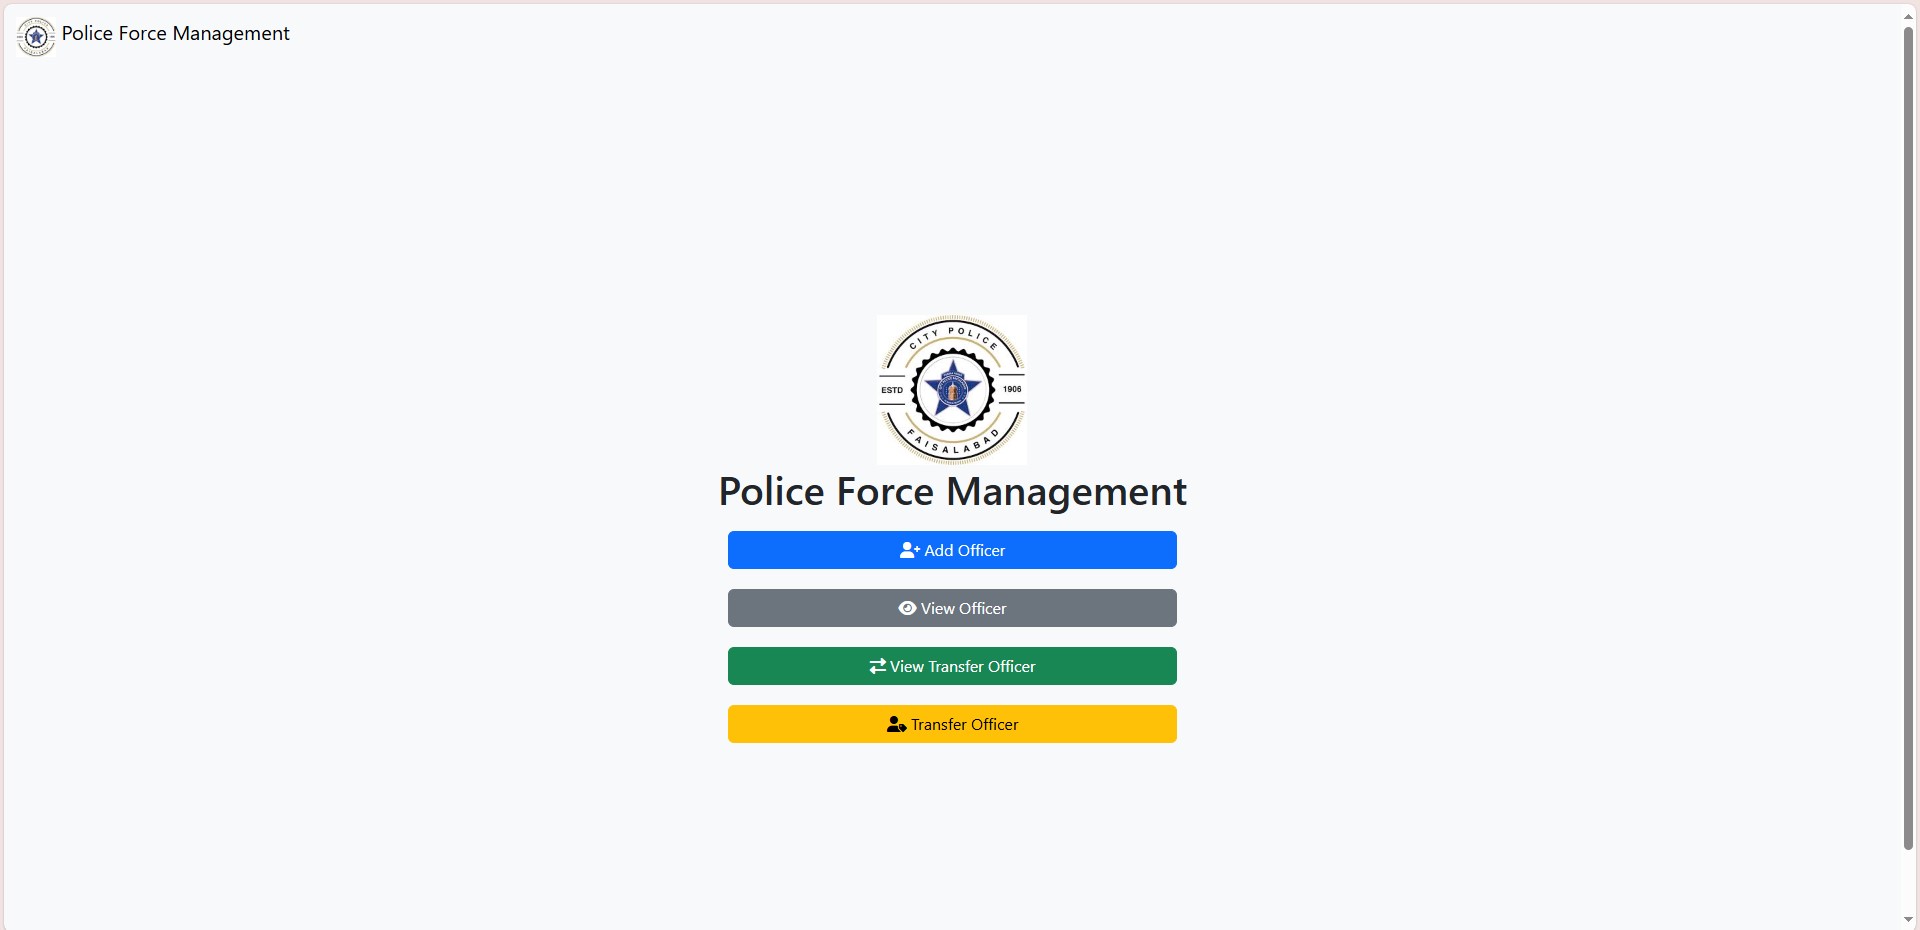 Police Force Management
CITY POLICE
ESTD
1906
FAISALABAD
Police Force Management
Add Officer
View Officer
View Transfer Officer
Transfer Officer